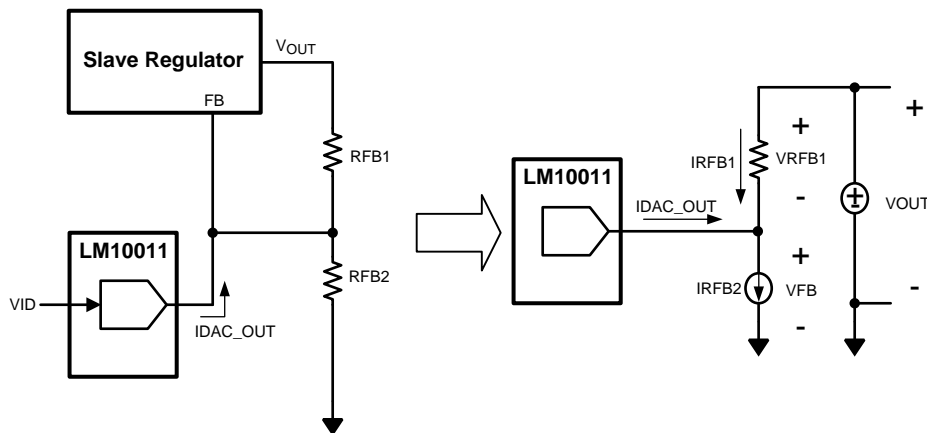 Slave Regulator
VOUT
FB
RFB1
RFB2
LM10011
VID
IDAC_OUT
LM10011
IDAC_OUT
IRFB1
+
VRFB1
-
IRFB2
+
VFB
-
+
VOUT
-